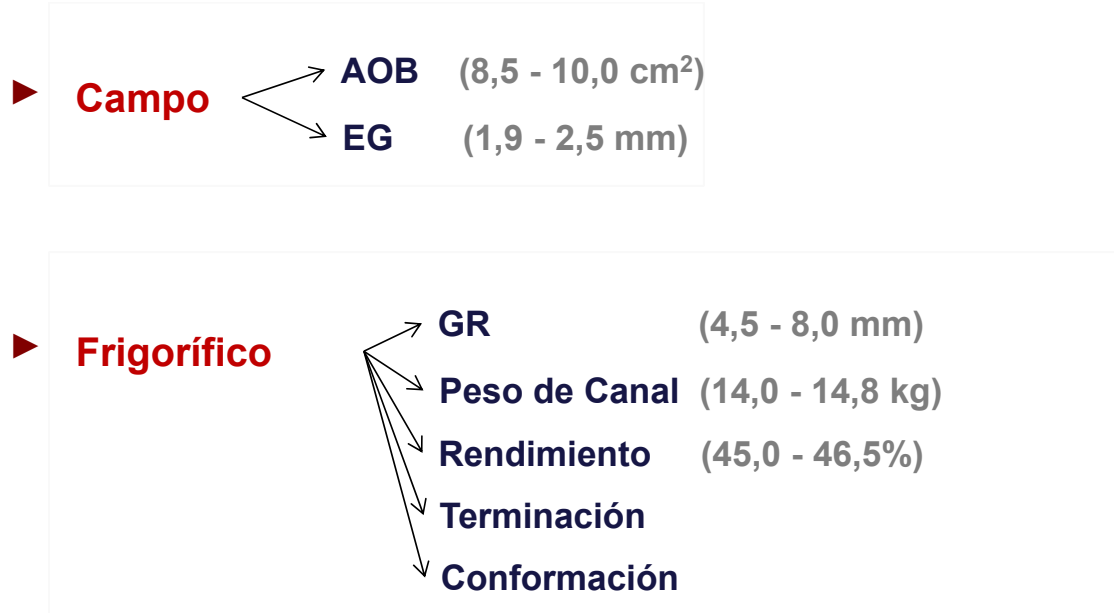 ► Campo
AOB (8,5 - 10,0 cm²)
EG (1,9 - 2,5 mm)
► Frigorífico
GR (4,5 - 8,0 mm)
Peso de Canal (14,0 - 14,8 kg)
Rendimiento (45,0 - 46,5%)
Terminación
Conformación